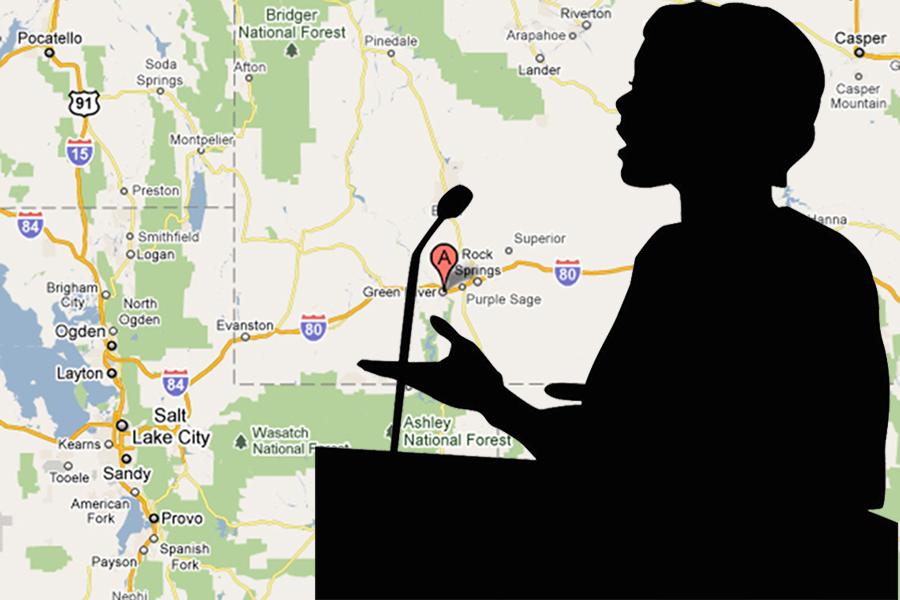 Bridger
National Forest
Riverton
Pocatello
Pinedale
Arapahoe
Casper
Soda
Springs
Afton
Lander
Casper
Mountain
91
Montpelier
15
Preston
84
Hanna
Smithfield
Superior
Logan
A
Rock
Springs
80
Green River
Purple Sage
Brigham
City
North
Ogden
Ogden
Evanston
80
Layton
84
Salt
Lake City
Ashley
National Forest
Wasatch
National Forest
Kearns
Sandy
Tooele
American
Fork
Provo
Spanish
Fork
Payson
Nephi